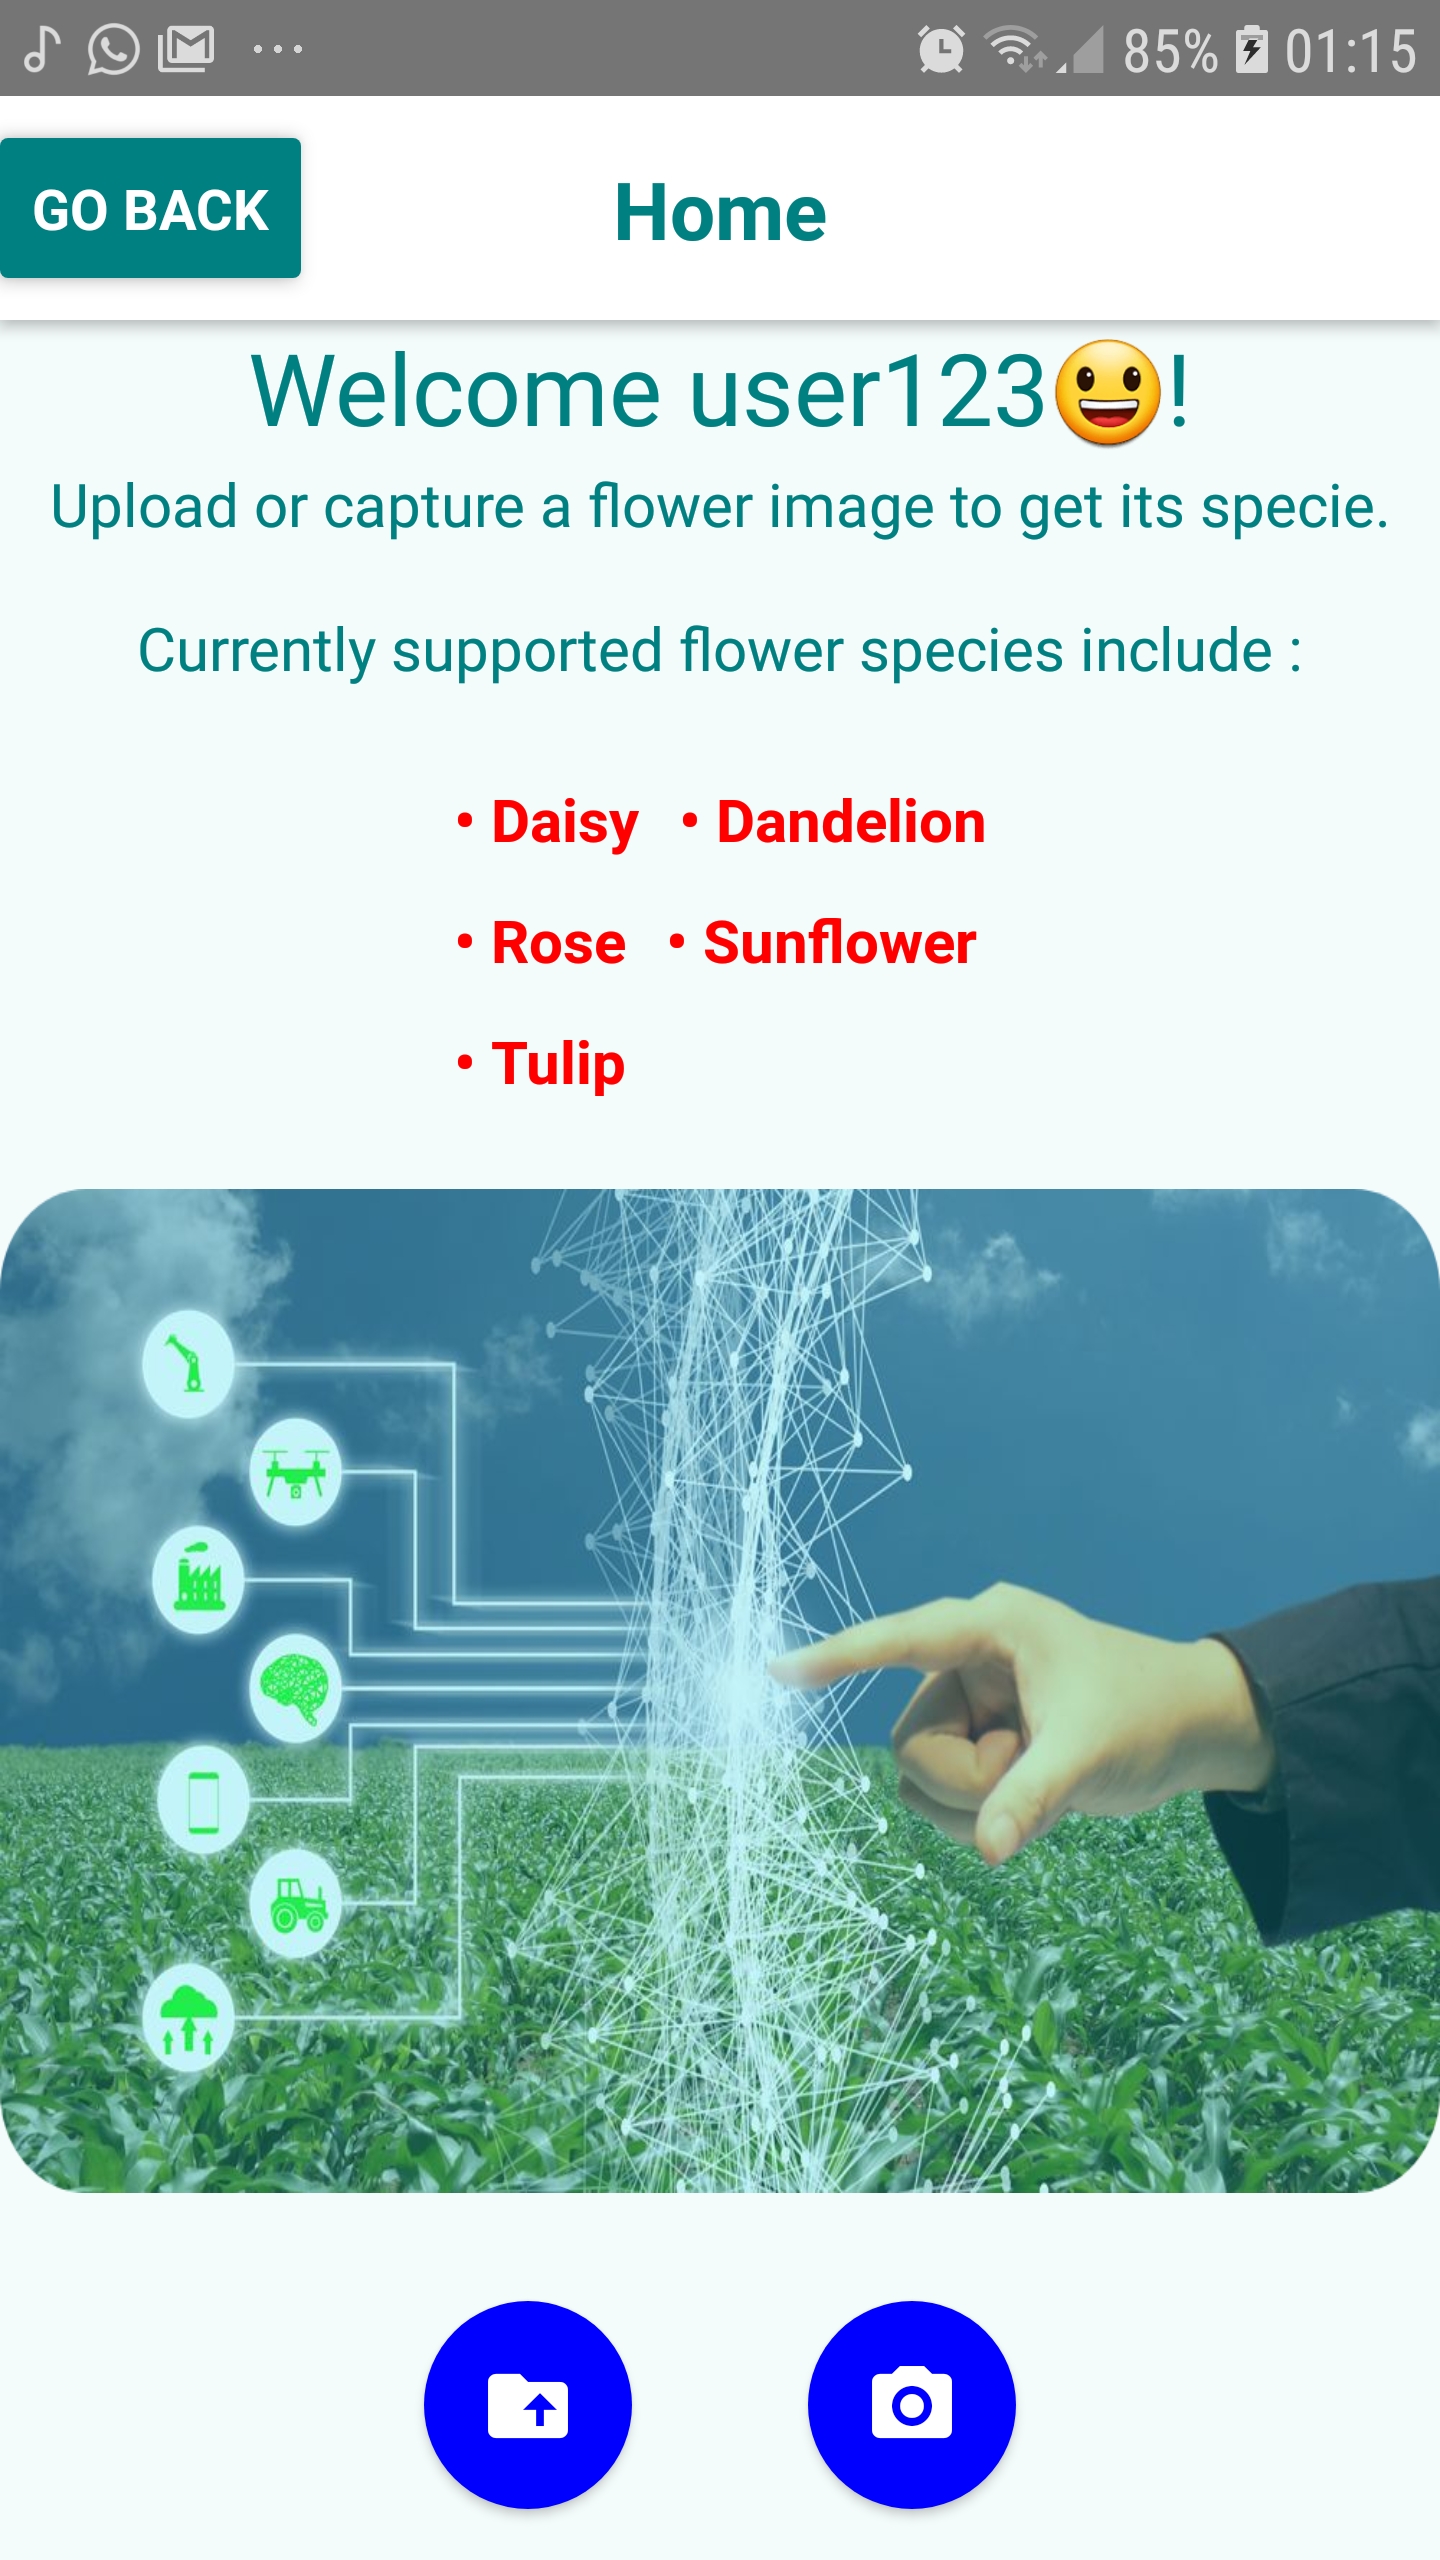 85% 01:15
GO BACK
Home
Welcome user123😃!
Upload or capture a flower image to get its specie.
Currently supported flower species include :
• Daisy • Dandelion
• Rose • Sunflower
• Tulip